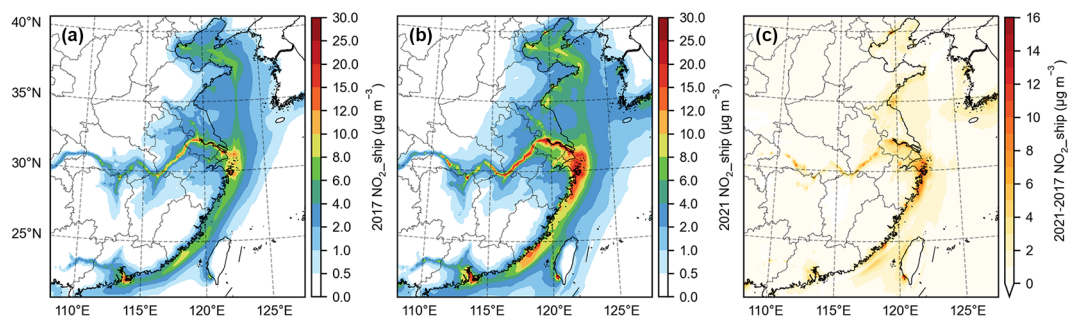 (a)
40°N
35°N
30°N
25°N
110°E 115°E 120°E 125°E
30.0
25.0
20.0
15.0
12.0
10.0
8.0
6.0
4.0
2.0
1.0
0.5
0.0
2017 NO2_ship (μg m−3)
(b)
110°E 115°E 120°E 125°E
30.0
25.0
20.0
15.0
12.0
10.0
8.0
6.0
4.0
2.0
1.0
0.5
0.0
2021 NO2_ship (μg m−3)
(c)
110°E 115°E 120°E 125°E
16
14
12
10
8
6
4
2
0
2021-2017 NO2_ship (μg m−3)